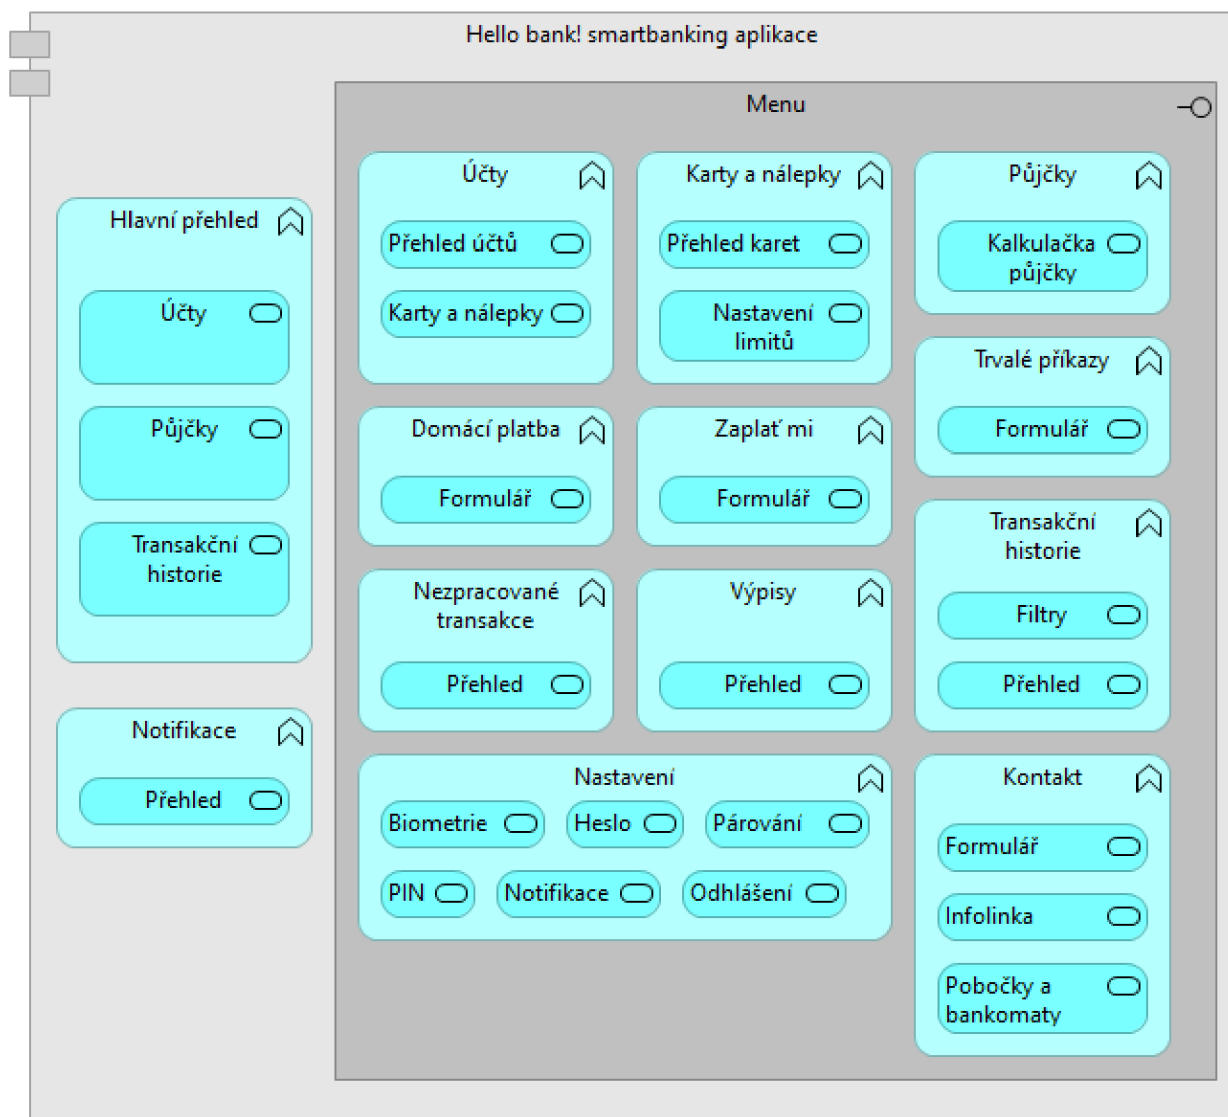 Hello bank! smartbanking aplikace
Hlavní přehled
Účty
Půjčky
Transakční
historie
Notifikace
Přehled
Menu
Účty
Přehled účtů
Karty a nálepky
Karty a nálepky
Přehled karet
Nastavení
limitů
Půjčky
Kalkulačka
půjčky
Domácí platba
Formulář
Zaplať mi
Formulář
Trvalé příkazy
Formulář
Nezpracované
transakce
Přehled
Výpisy
Přehled
Transakční
historie
Filtry
Přehled
Nastavení
Biometrie
Heslo
Párování
PIN
Notifikace
Odhlášení
Kontakt
Formulář
Infolinka
Pobočky a
bankomaty